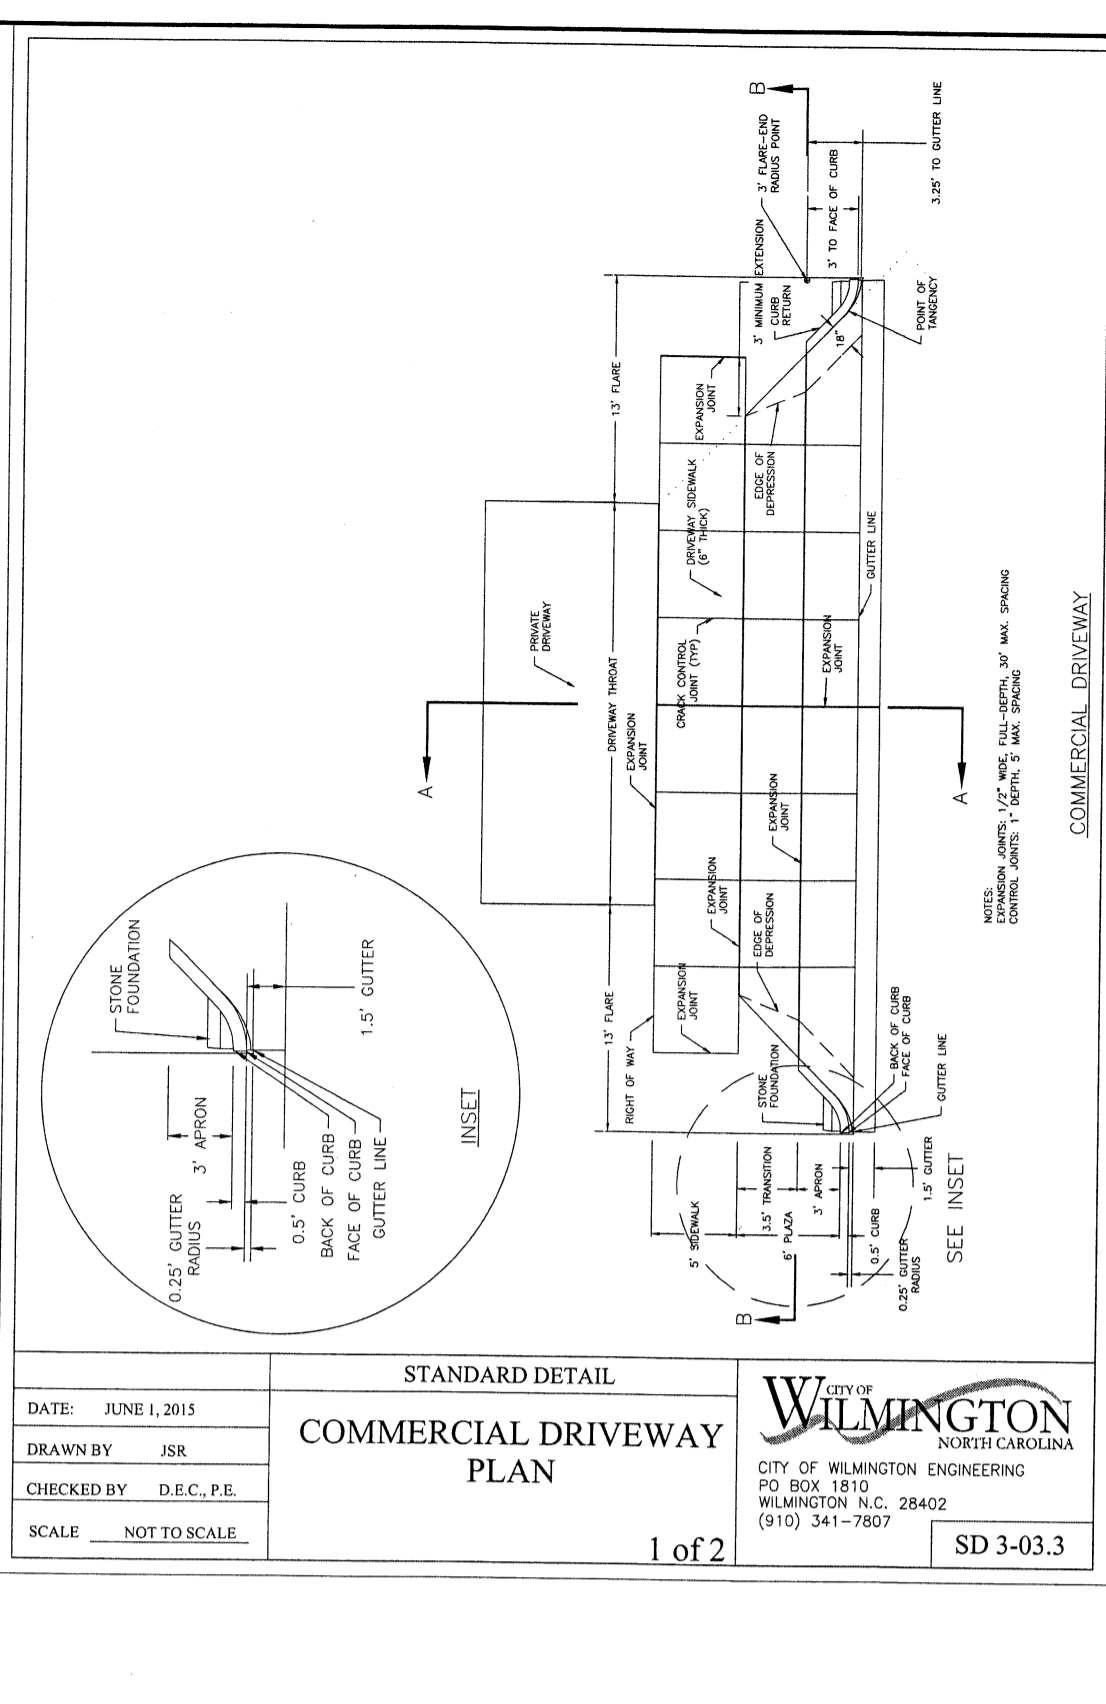 B
3' FLARE-END
RADIUS POINT
3' TO FACE OF CURB
3.25' TO GUTTER LINE
3' MINIMUM EXTENSION
CURB
RETURN
18"
POINT OF
TANGENCY
13' FLARE
EXPANSION
JOINT
EDGE OF
DEPRESSION
DRIVEWAY SIDEWALK
(6" THICK)
GUTTER LINE
PRIVATE
DRIVEWAY
DRIVEWAY THROAT
CRACK CONTROL
JOINT (TYP)
EXPANSION
JOINT
EXPANSION
JOINT
A
A
EXPANSION
JOINT
EXPANSION
JOINT
EDGE OF
DEPRESSION
13' FLARE
RIGHT OF WAY
EXPANSION
JOINT
STONE
FOUNDATION
BACK OF CURB
FACE OF CURB
GUTTER LINE
5' SIDEWALK
3.5' TRANSITION
6' PLAZA
3' APRON
0.5' CURB
0.25' GUTTER
RADIUS
1.5' GUTTER
SEE INSET
B
NOTES:
EXPANSION JOINTS: 1/2" WIDE, FULL-DEPTH, 30' MAX. SPACING
CONTROL JOINTS: 1" DEPTH, 5' MAX. SPACING
COMMERCIAL DRIVEWAY
STONE
FOUNDATION
1.5' GUTTER
3' APRON
0.25' GUTTER
RADIUS
0.5' CURB
BACK OF CURB
FACE OF CURB
GUTTER LINE
INSET
STANDARD DETAIL
DATE: JUNE 1, 2015
DRAWN BY JSR
CHECKED BY D.E.C., P.E.
SCALE NOT TO SCALE
COMMERCIAL DRIVEWAY
PLAN
1 of 2
CITY OF
WILMINGTON
NORTH CAROLINA
CITY OF WILMINGTON ENGINEERING
PO BOX 1810
WILMINGTON N.C. 28402
(910) 341-7807
SD 3-03.3